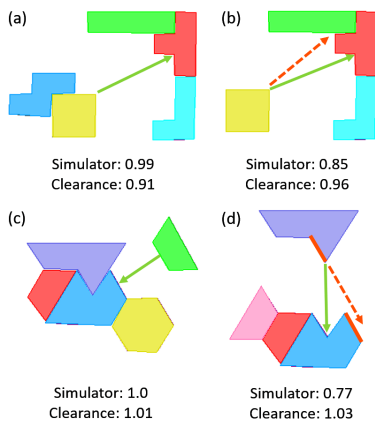 (a)
(b)
Simulator: 0.99
Clearance: 0.91
Simulator: 0.85
Clearance: 0.96
(c)
(d)
Simulator: 1.0
Clearance: 1.01
Simulator: 0.77
Clearance: 1.03